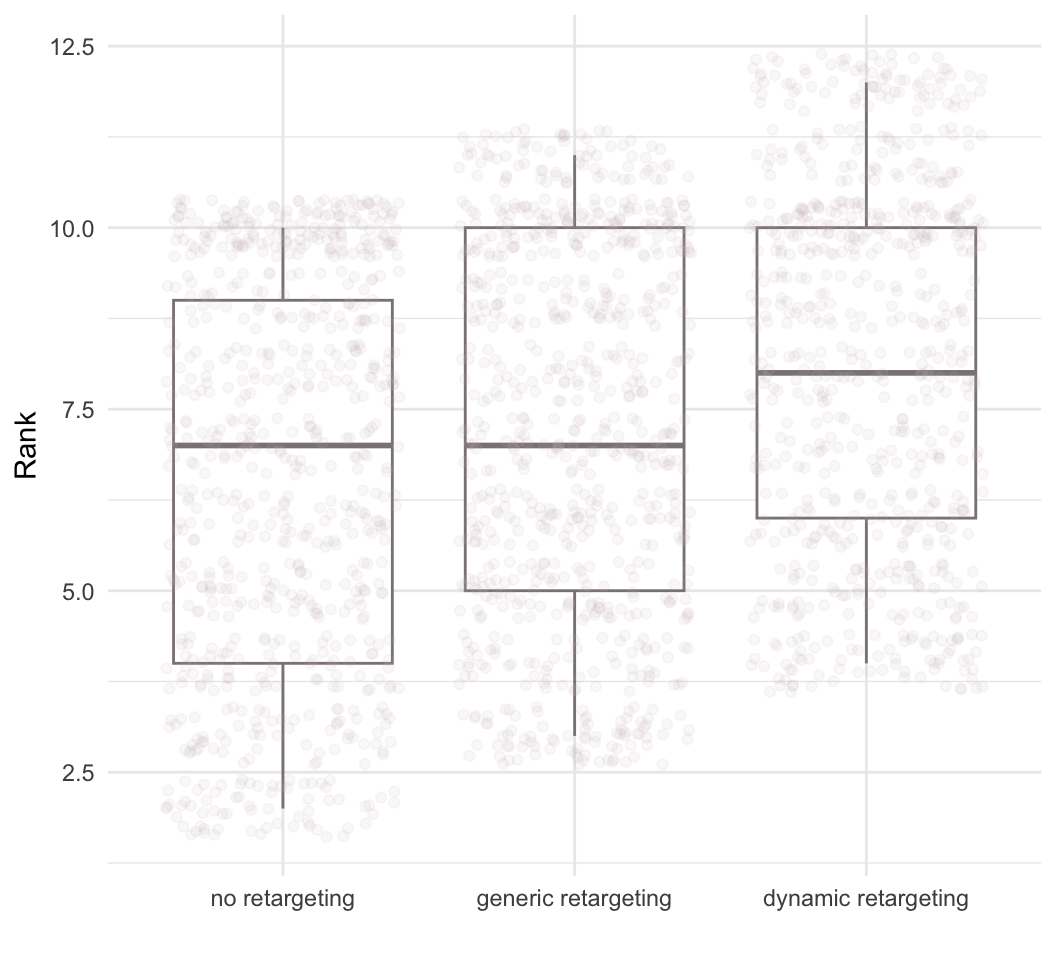 12.5
10.0
7.5
5.0
2.5
Rank
no retargeting
generic retargeting
dynamic retargeting